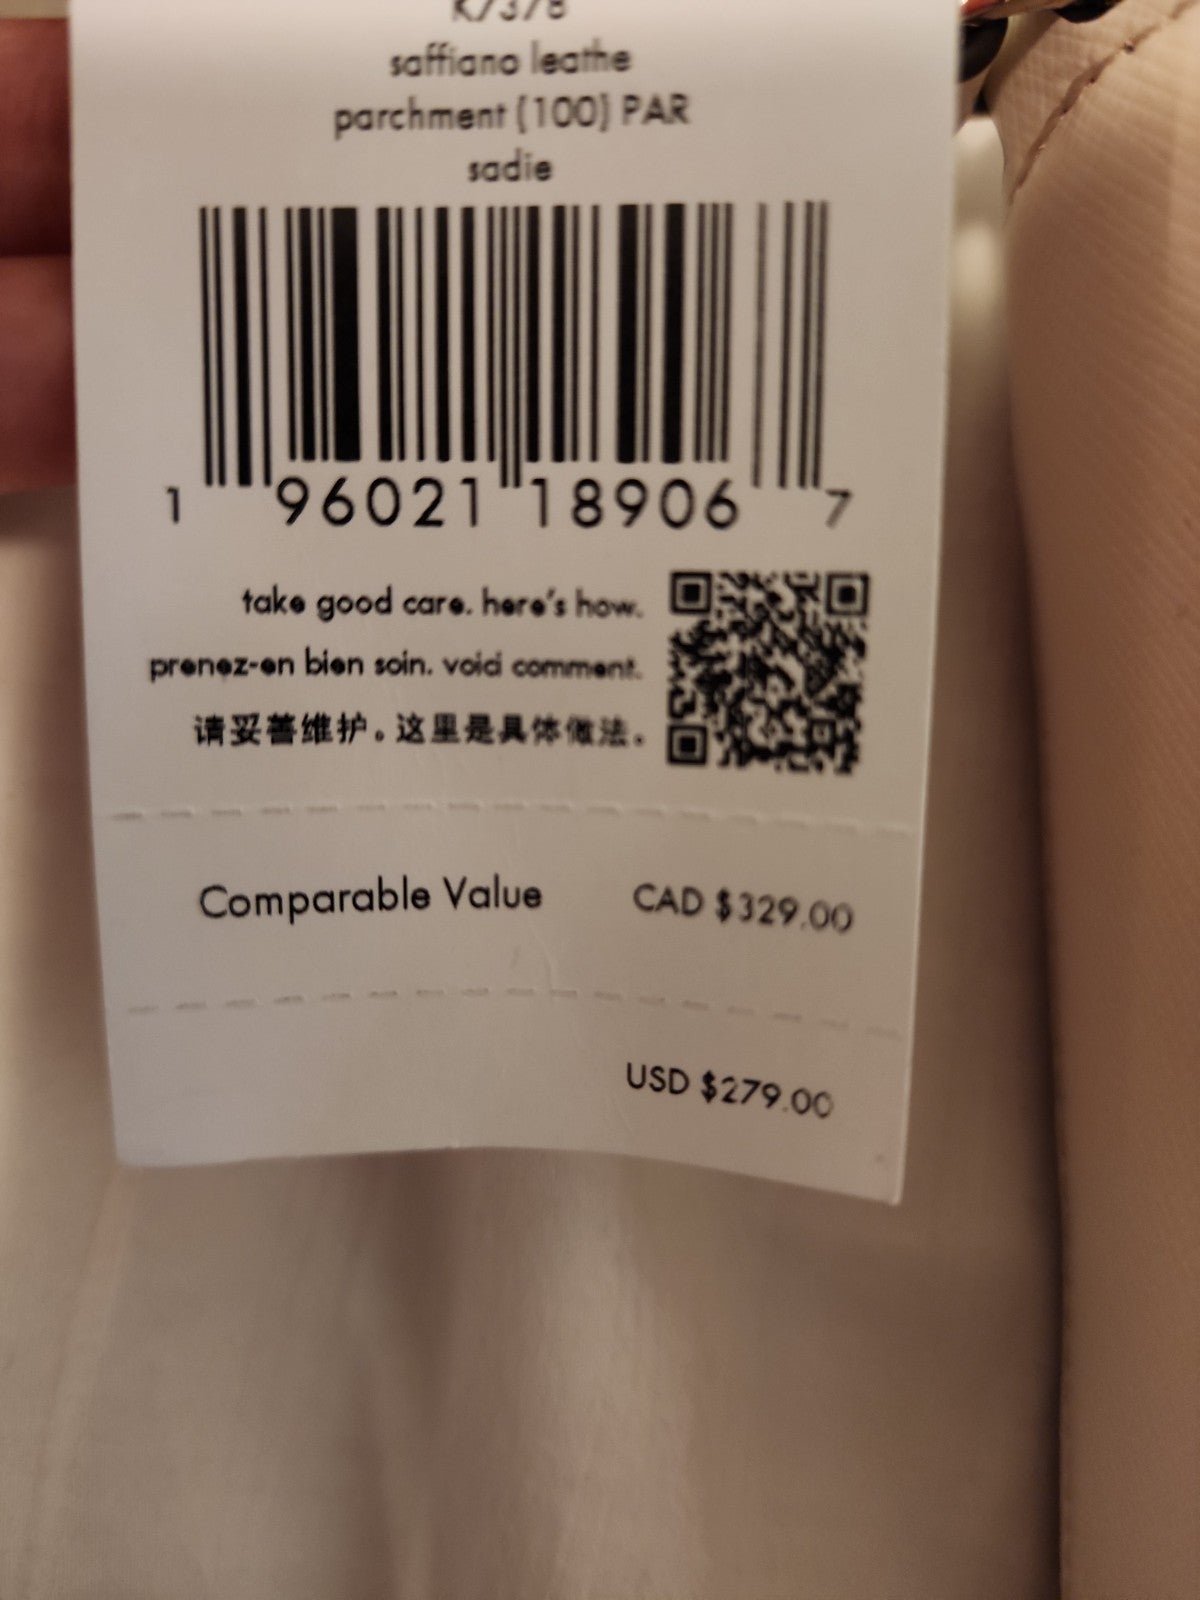 K7378
saffiano leathe
parchment (100) PAR
sadie
1 96021 18906 7
take good care. here's how.
prenez-en bien soin. voici comment.
请妥善维护。这里是具体做法。
Comparable Value CAD $329.00
USD $279.00